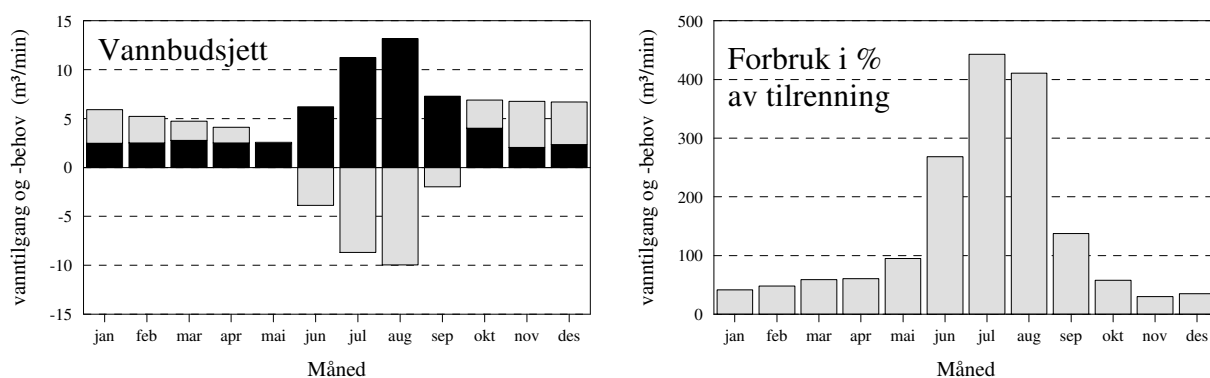 Vannbudsjett
vanntilgang og -behov (m³/min)
15
10
5
0
-5
-10
-15
jan feb mar apr mai jun jul aug sep okt nov des
Måned
Forbruk i %
av tilrenning
vanntilgang og -behov (m³/min)
500
400
300
200
100
0
jan feb mar apr mai jun jul aug sep okt nov des
Måned